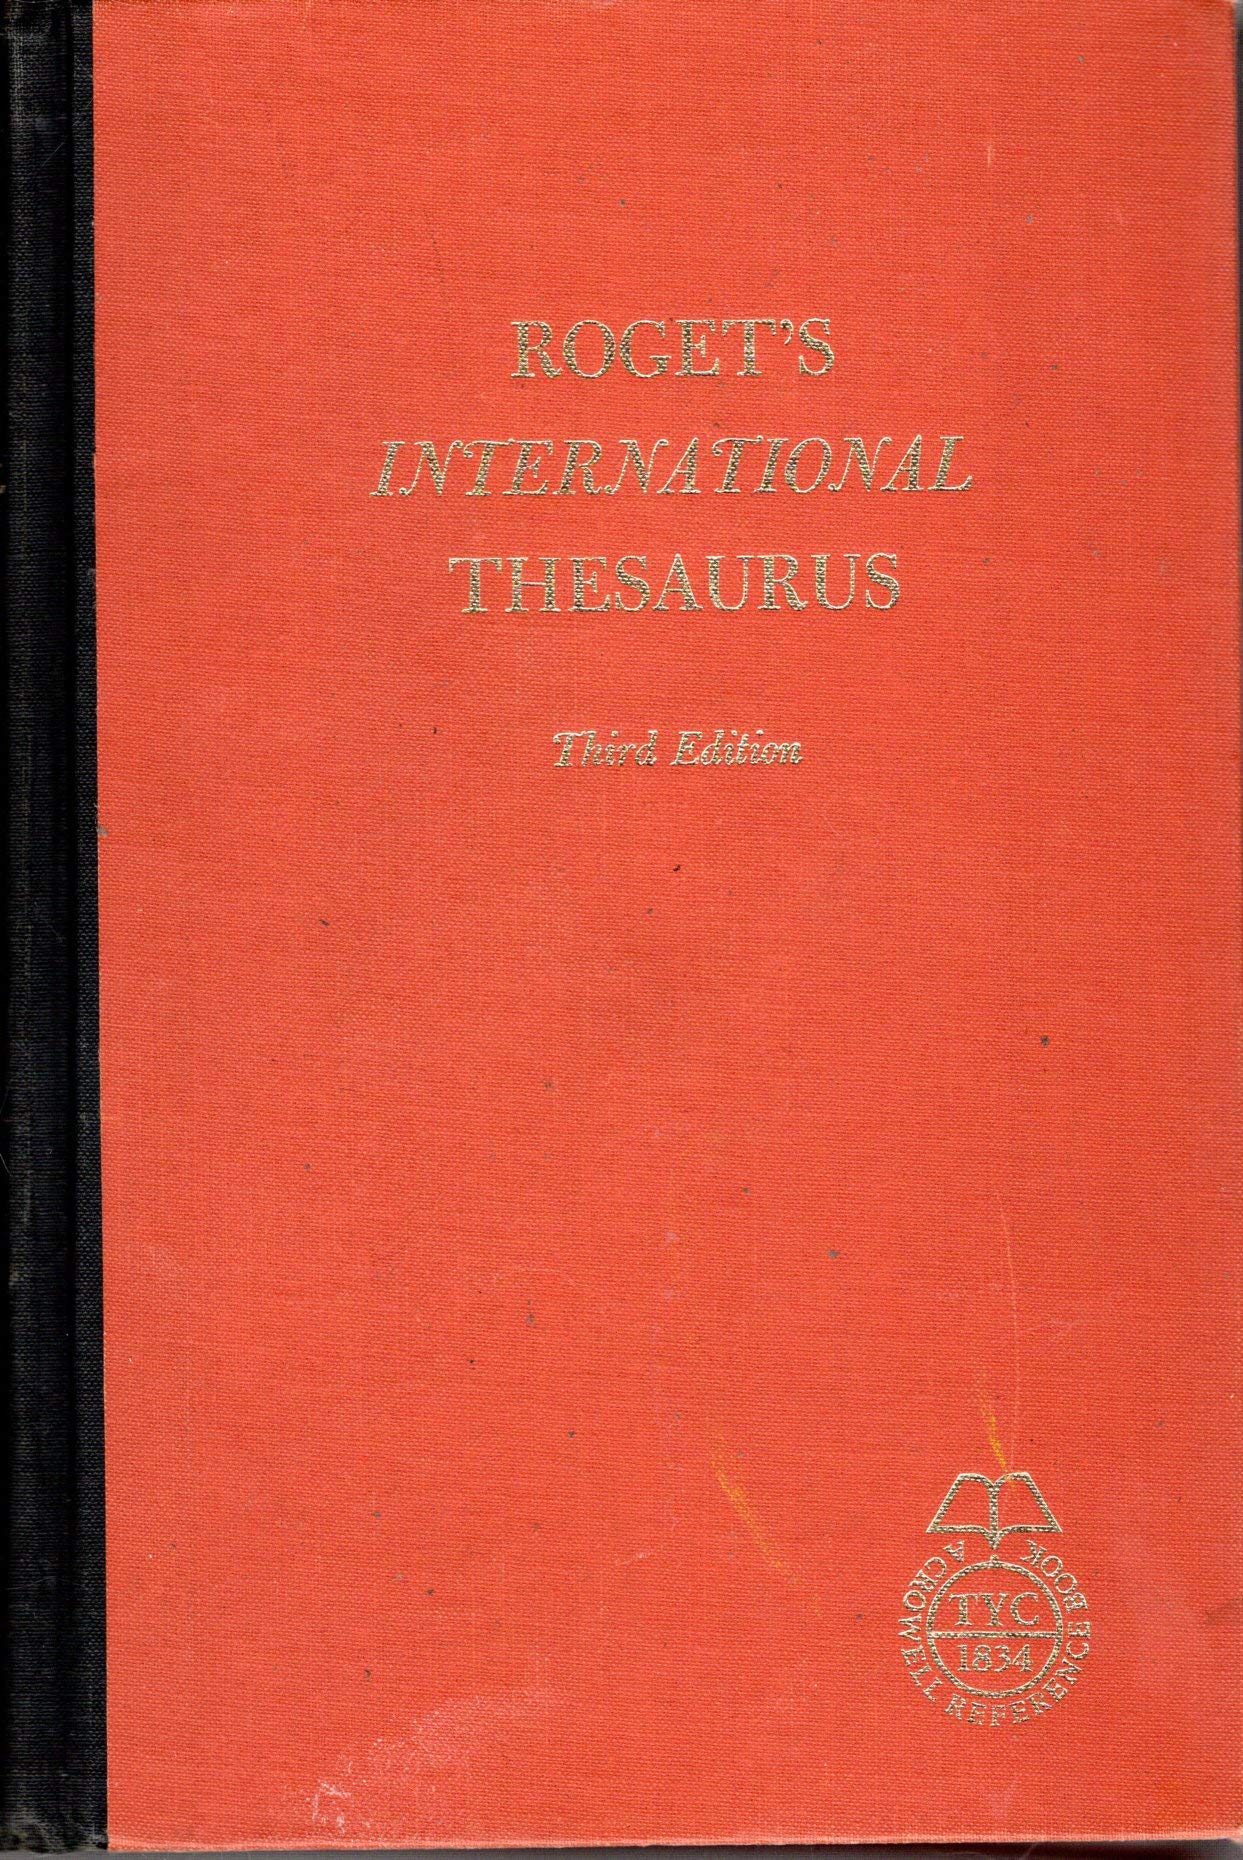 ROGET'S
INTERNATIONAL
THESAURUS
Third Edition
A CROWELL REFERENCE BOOK
TYC
1834